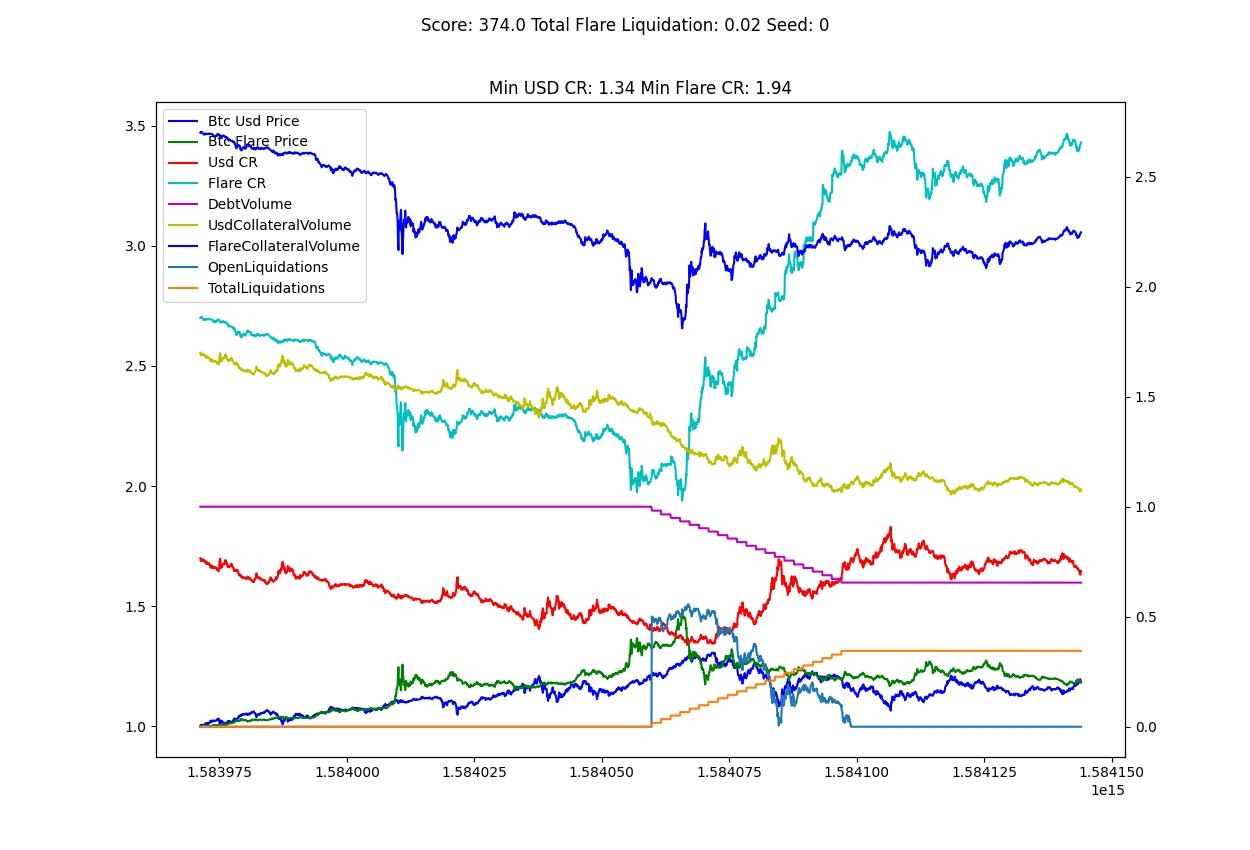 Score: 374.0 Total Flare Liquidation: 0.02 Seed: 0
Min USD CR: 1.34 Min Flare CR: 1.94
Btc Usd Price
Btc Flare Price
Usd CR
Flare CR
DebtVolume
UsdCollateralVolume
FlareCollateralVolume
OpenLiquidations
TotalLiquidations
3.5
3.0
2.5
2.0
1.5
1.0
2.5
2.0
1.5
1.0
0.5
0.0
1.583975 1.584000 1.584025 1.584050 1.584075 1.584100 1.584125 1.584150
1e15